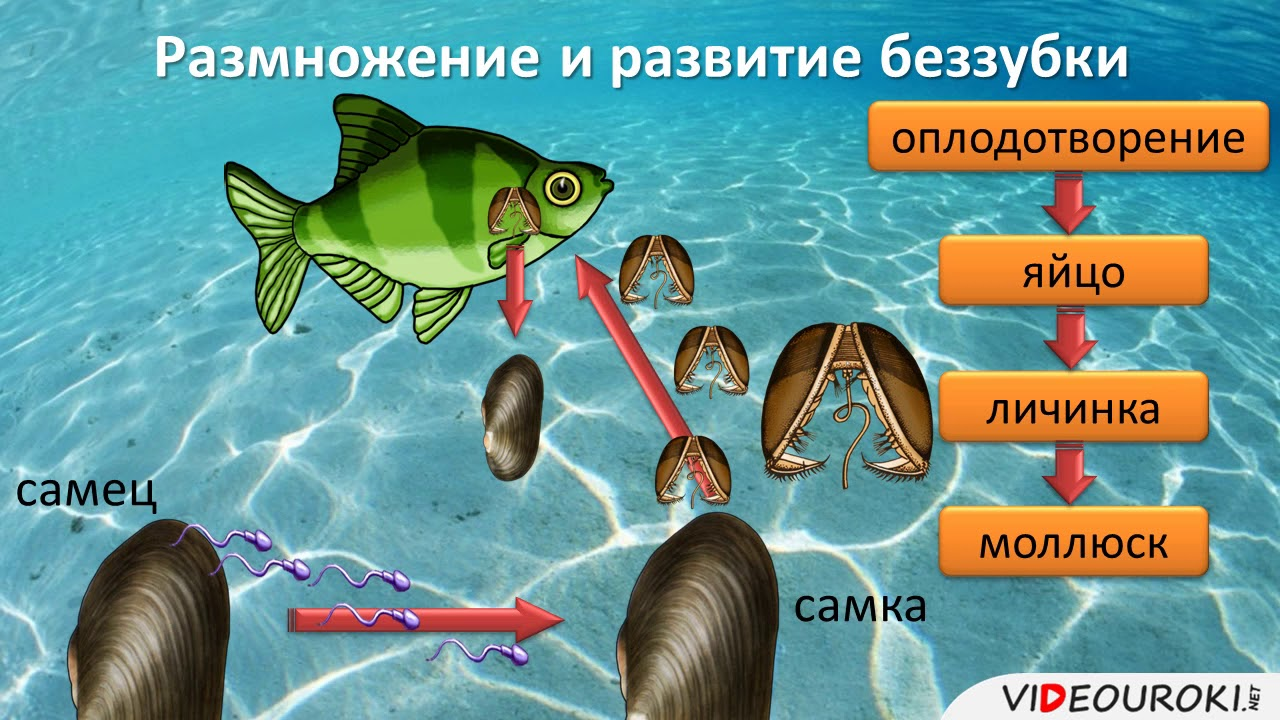 Размножение и развитие беззубки
оплодотворение
яйцо
личинка
моллюск
самец
самка
VIDEOUROKI.NET